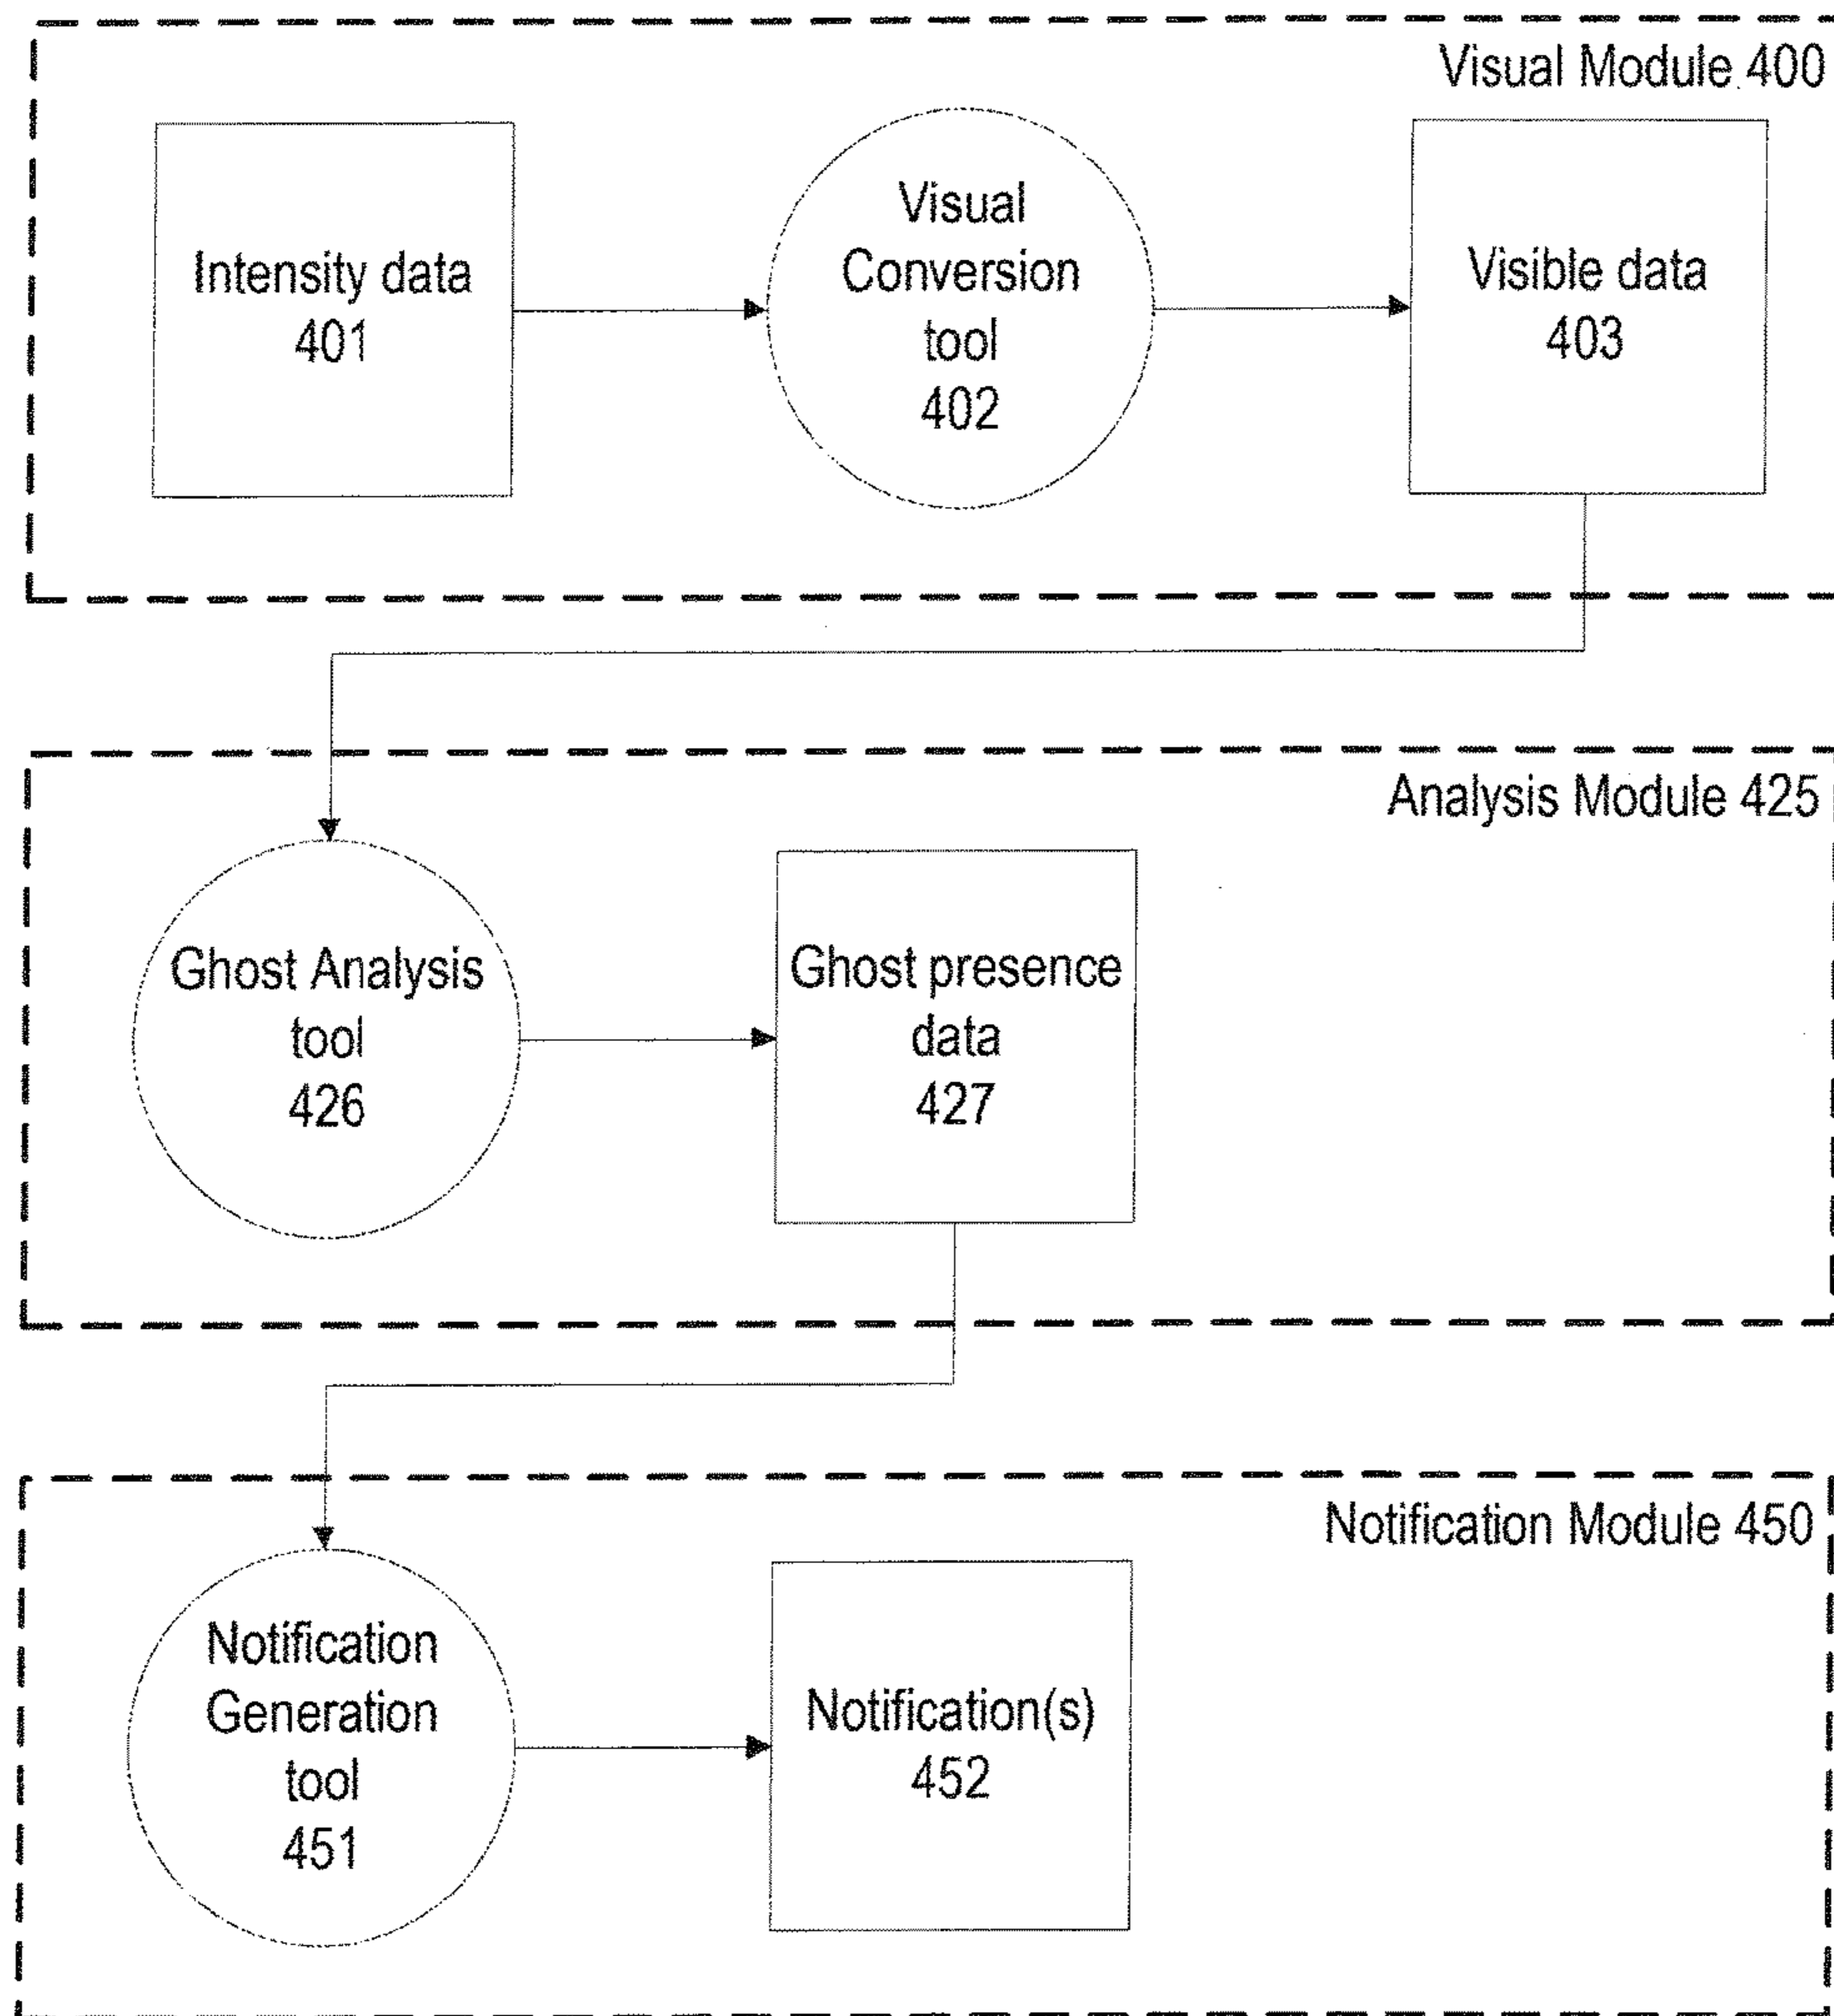 Visual Module 400
Intensity data
401
Visual
Conversion
tool
402
Visible data
403
Analysis Module 425
Ghost Analysis
tool
426
Ghost presence
data
427
Notification Module 450
Notification
Generation
tool
451
Notification(s)
452